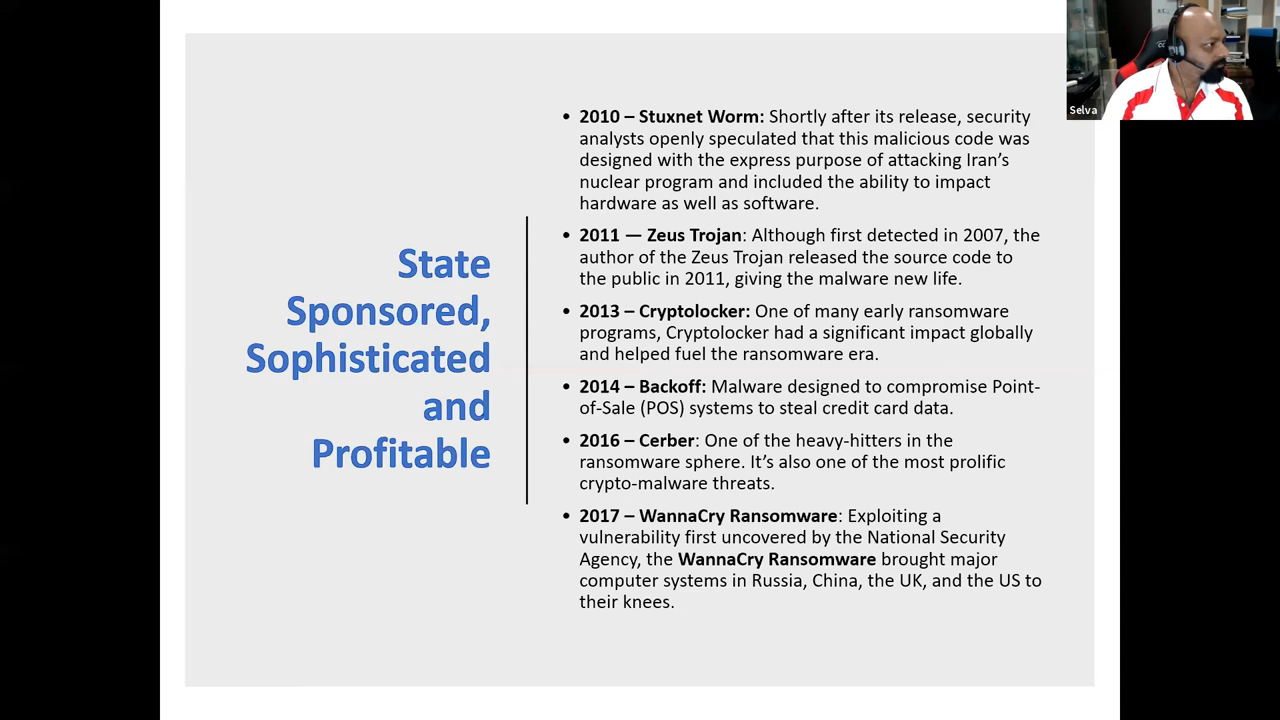 State
Sponsored,
Sophisticated
and
Profitable
• 2010 – Stuxnet Worm: Shortly after its release, security
analysts openly speculated that this malicious code was
designed with the express purpose of attacking Iran’s
nuclear program and included the ability to impact
hardware as well as software.
• 2011 — Zeus Trojan: Although first detected in 2007, the
author of the Zeus Trojan released the source code to
the public in 2011, giving the malware new life.
• 2013 – Cryptolocker: One of many early ransomware
programs, Cryptolocker had a significant impact globally
and helped fuel the ransomware era.
• 2014 – Backoff: Malware designed to compromise Point-
of-Sale (POS) systems to steal credit card data.
• 2016 – Cerber: One of the heavy-hitters in the
ransomware sphere. It’s also one of the most prolific
crypto-malware threats.
• 2017 – WannaCry Ransomware: Exploiting a
vulnerability first uncovered by the National Security
Agency, the WannaCry Ransomware brought major
computer systems in Russia, China, the UK, and the US to
their knees.
Selva